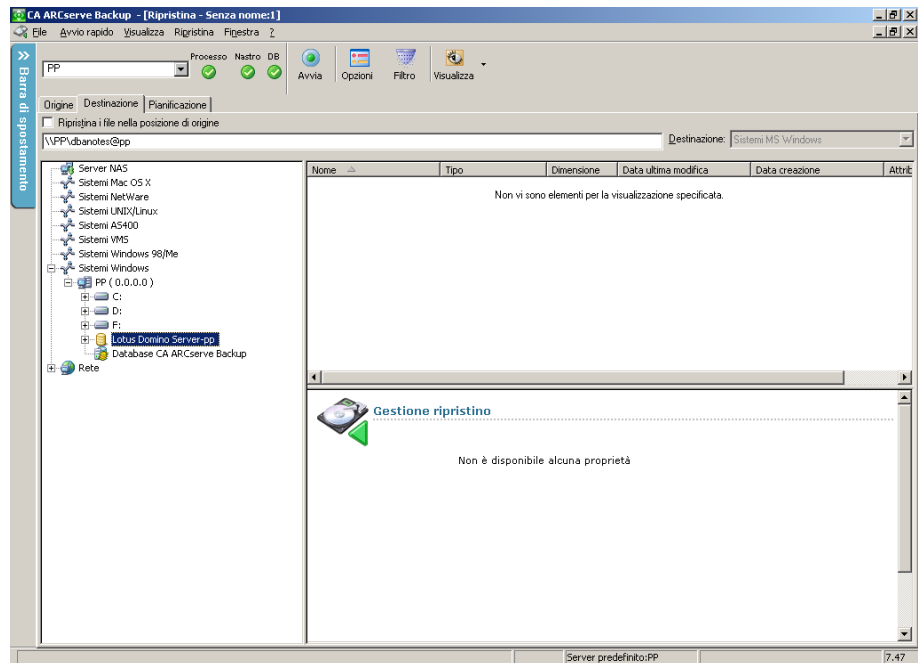 CA ARCserve Backup - [Ripristina - Senza nome:1]
File Avvio rapido Visualizza Ripristina Finestra ?
Barra di spostamento
PP
Processo Nastro DB
Avvia Opzioni Filtro Visualizza
Origine Destinazione Pianificazione
Ripristina i file nella posizione di origine
\\PP\dbanotes@pp
Destinazione: Sistemi MS Windows
Server NAS
Sistemi Mac OS X
Sistemi NetWare
Sistemi UNIX/Linux
Sistemi AS400
Sistemi VMS
Sistemi Windows 98/Me
Sistemi Windows
PP ( 0.0.0.0 )
C:
D:
F:
Lotus Domino Server-pp
Database CA ARCserve Backup
Rete
Nome Tipo Dimensione Data ultima modifica Data creazione Attrit
Non vi sono elementi per la visualizzazione specificata.
Gestione ripristino
Non è disponibile alcuna proprietà
Server predefinito:PP
7.47